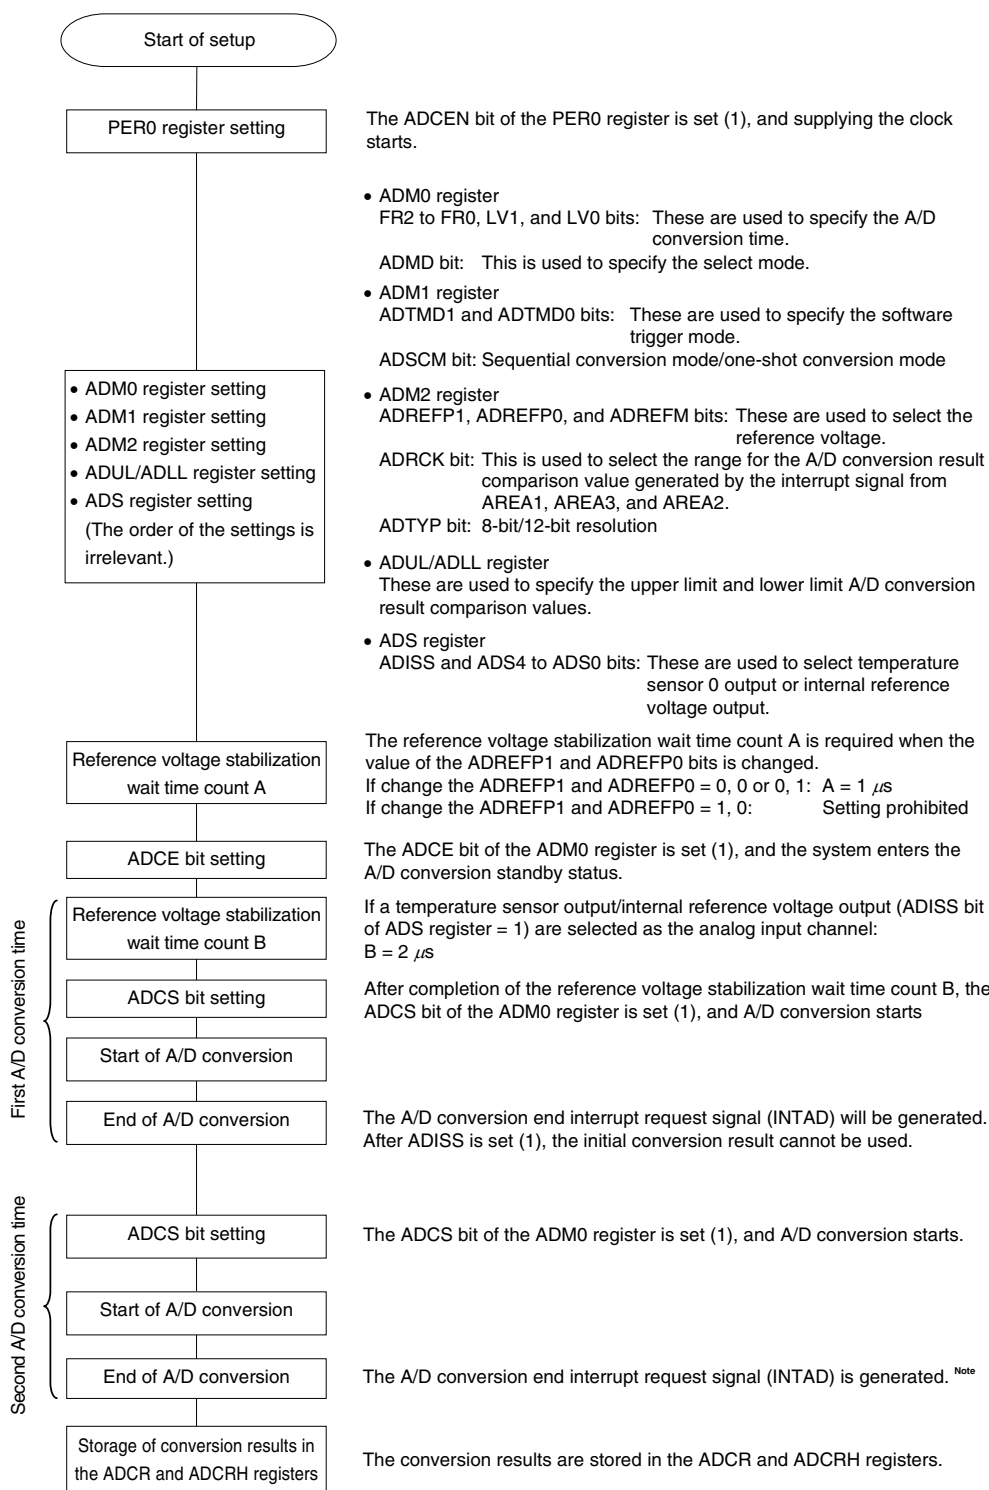 Start of setup
PER0 register setting
The ADCEN bit of the PER0 register is set (1), and supplying the clock
starts.
• ADM0 register
FR2 to FR0, LV1, and LV0 bits: These are used to specify the A/D
conversion time.
ADMD bit: This is used to specify the select mode.
• ADM1 register
ADTMD1 and ADTMD0 bits: These are used to specify the software
trigger mode.
ADSCM bit: Sequential conversion mode/one-shot conversion mode
• ADM0 register setting
• ADM1 register setting
• ADM2 register setting
• ADUL/ADLL register setting
• ADS register setting
(The order of the settings is
irrelevant.)
• ADM2 register
ADREFP1, ADREFP0, and ADREFM bits: These are used to select the
reference voltage.
ADRCK bit: This is used to select the range for the A/D conversion result
comparison value generated by the interrupt signal from
AREA1, AREA3, and AREA2.
ADTYP bit: 8-bit/12-bit resolution
• ADUL/ADLL register
These are used to specify the upper limit and lower limit A/D conversion
result comparison values.
• ADS register
ADISS and ADS4 to ADS0 bits: These are used to select temperature
sensor 0 output or internal reference
voltage output.
Reference voltage stabilization
wait time count A
The reference voltage stabilization wait time count A is required when the
value of the ADREFP1 and ADREFP0 bits is changed.
If change the ADREFP1 and ADREFP0 = 0, 0 or 0, 1: A = 1 μs
If change the ADREFP1 and ADREFP0 = 1, 0: Setting prohibited
ADCE bit setting
The ADCE bit of the ADM0 register is set (1), and the system enters the
A/D conversion standby status.
First A/D conversion time
Reference voltage stabilization
wait time count B
If a temperature sensor output/internal reference voltage output (ADISS bit
of ADS register = 1) are selected as the analog input channel:
B = 2 μs
ADCS bit setting
After completion of the reference voltage stabilization wait time count B, the
ADCS bit of the ADM0 register is set (1), and A/D conversion starts
Start of A/D conversion
End of A/D conversion
The A/D conversion end interrupt request signal (INTAD) will be generated.
After ADISS is set (1), the initial conversion result cannot be used.
Second A/D conversion time
ADCS bit setting
The ADCS bit of the ADM0 register is set (1), and A/D conversion starts.
Start of A/D conversion
End of A/D conversion
The A/D conversion end interrupt request signal (INTAD) is generated. Note
Storage of conversion results in
the ADCR and ADCRH registers
The conversion results are stored in the ADCR and ADCRH registers.